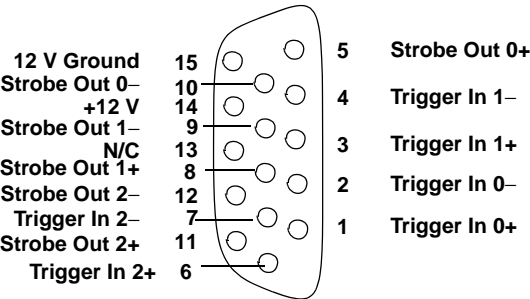 12 V Ground 15
Strobe Out 0– 10
+12 V 14
Strobe Out 1– 9
N/C 13
Strobe Out 1+ 8
Strobe Out 2– 12
Trigger In 2– 7
Strobe Out 2+ 11
Trigger In 2+ 6
5 Strobe Out 0+
4 Trigger In 1–
3 Trigger In 1+
2 Trigger In 0–
1 Trigger In 0+